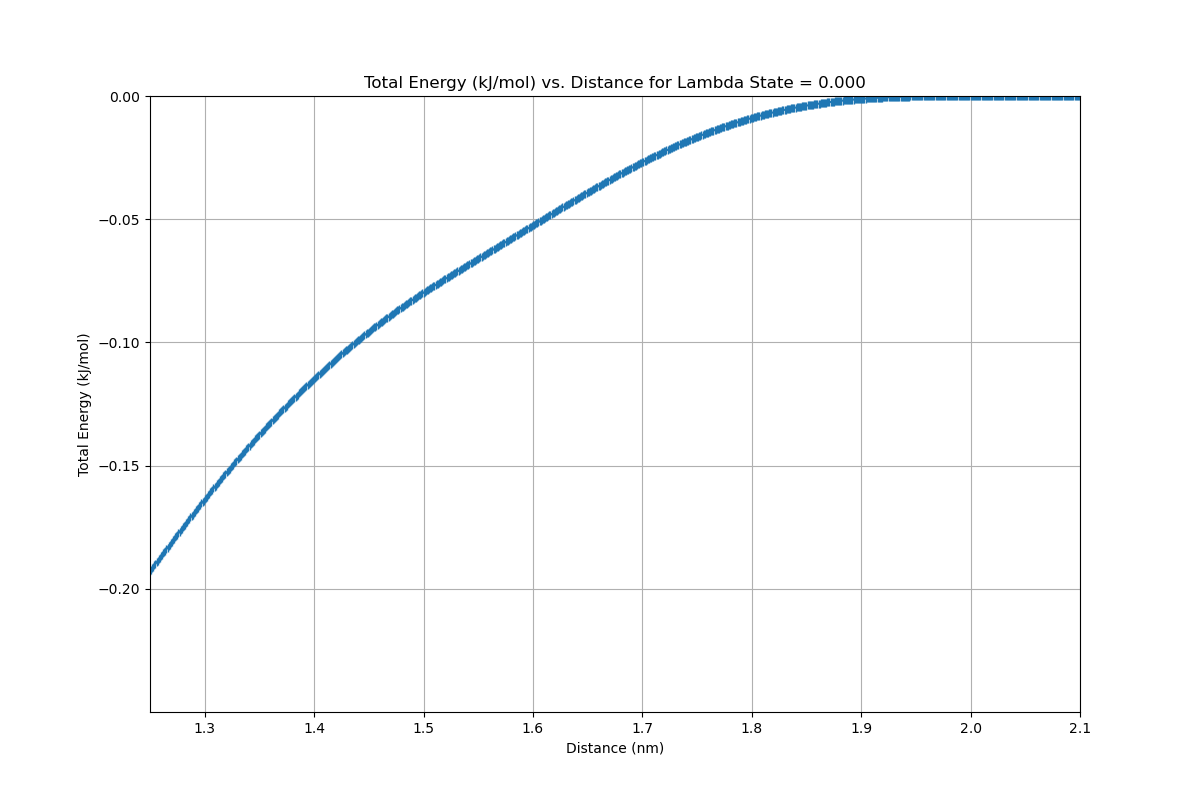 Total Energy (kJ/mol) vs. Distance for Lambda State = 0.000
Total Energy (kJ/mol)
0.00
−0.05
−0.10
−0.15
−0.20
1.3 1.4 1.5 1.6 1.7 1.8 1.9 2.0 2.1
Distance (nm)